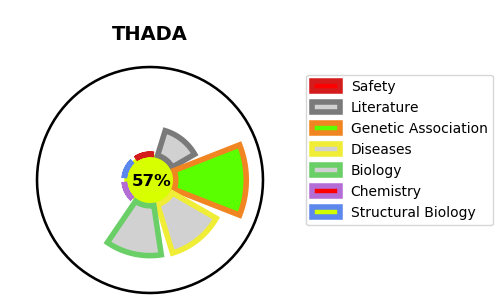 THADA
57%
Safety
Literature
Genetic Association
Diseases
Biology
Chemistry
Structural Biology